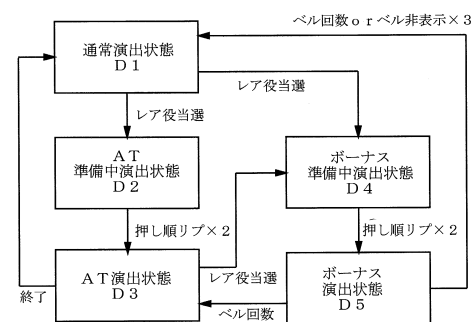 ベル回数ｏｒベル非表示×３
通常演出状態
Ｄ１
レア役当選
レア役当選
ＡＴ
準備中演出状態
Ｄ２
ボーナス
準備中演出状態
Ｄ４
押し順リプ×２
押し順リプ×２
ＡＴ演出状態
Ｄ３
レア役当選
ボーナス
演出状態
Ｄ５
終了
ベル回数